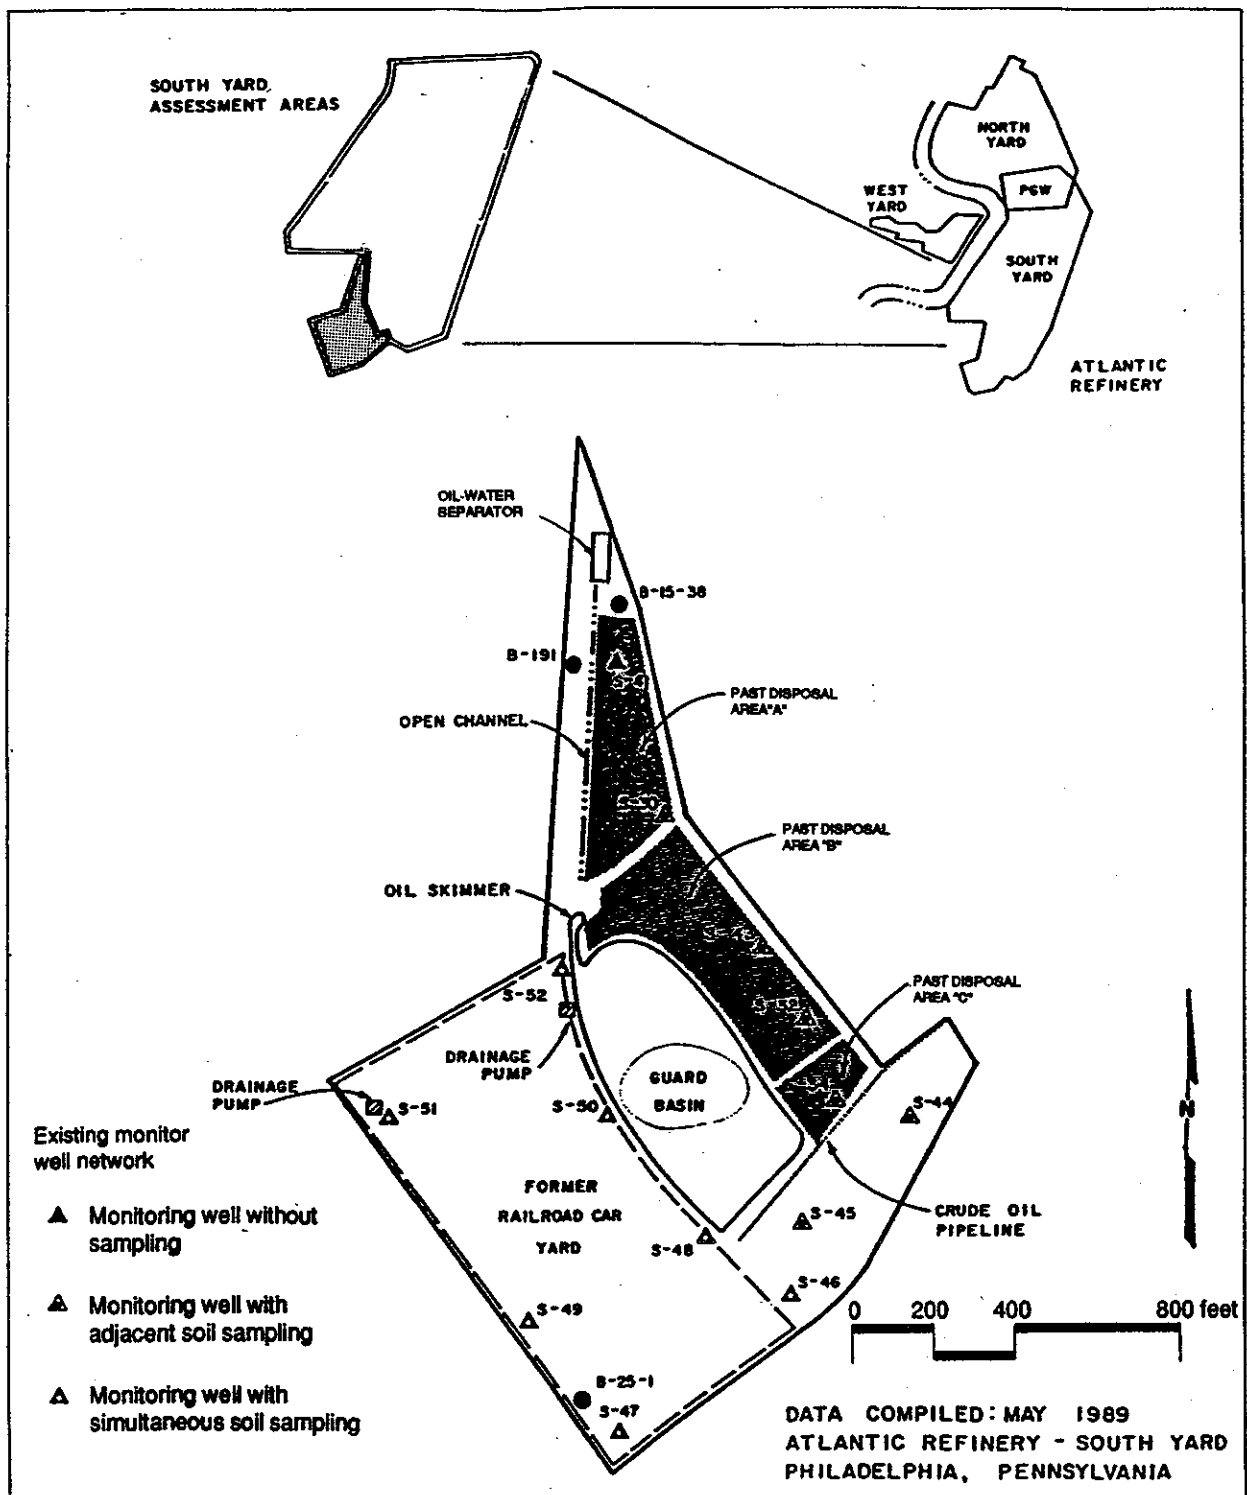 SOUTH YARD
ASSESSMENT AREAS
NORTH
YARD
PGW
WEST
YARD
SOUTH
YARD
ATLANTIC
REFINERY
OIL-WATER
SEPARATOR
B-15-38
B-191
PAST DISPOSAL
AREA "A"
OPEN CHANNEL
PAST DISPOSAL
AREA "B"
OIL SKIMMER
PAST DISPOSAL
AREA "C"
S-52
DRAINAGE
PUMP
GUARD
BASIN
DRAINAGE
PUMP
S-51
S-50
S-44
N
Existing monitor
well network
FORMER
RAILROAD CAR
YARD
CRUDE OIL
PIPELINE
S-45
S-48
Monitoring well without
sampling
S-46
S-49
0 200 400 800 feet
Monitoring well with
adjacent soil sampling
B-25-1
S-47
Monitoring well with
simultaneous soil sampling
DATA COMPILED: MAY 1989
ATLANTIC REFINERY - SOUTH YARD
PHILADELPHIA, PENNSYLVANIA